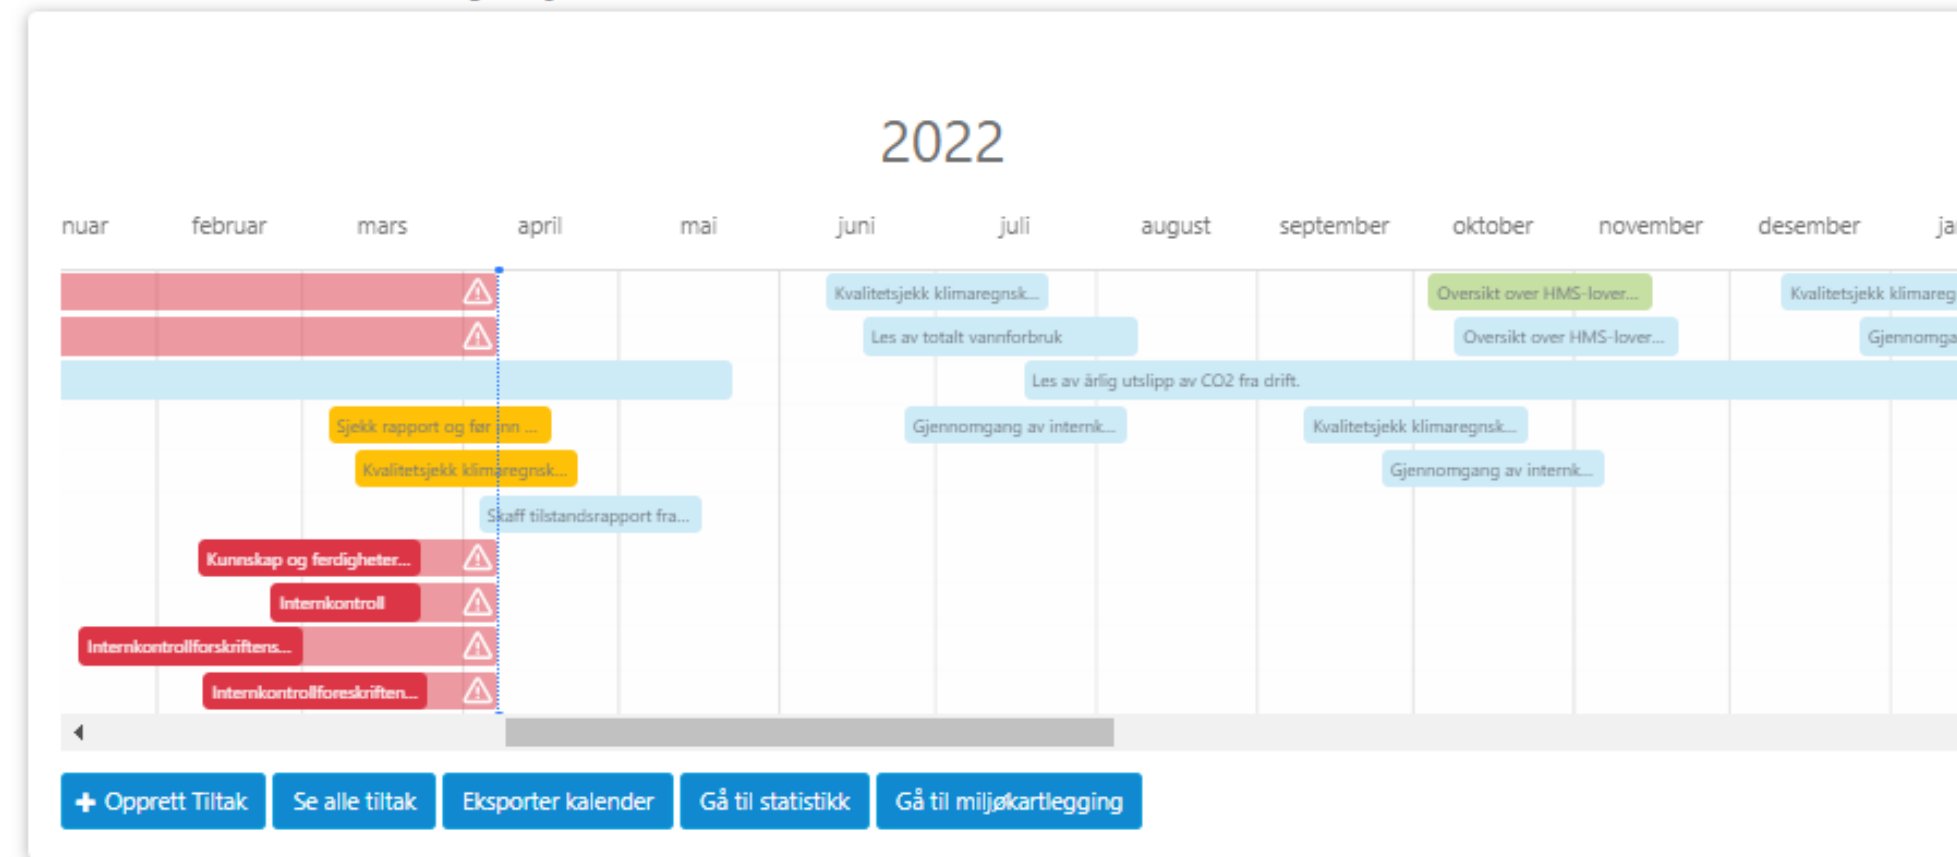 2022
nuar februar mars april mai juni juli august september oktober november desember
Kvalitetsjekk klimaregnsk... Oversikt over HMS-lover... Kvalitetsjekk klimareg
Les av totalt vannforbruk Oversikt over HMS-lover... Gjennomga
Les av årlig utslipp av CO2 fra drift.
Sjekk rapport og før inn ... Gjennomgang av internk... Kvalitetsjekk klimaregnsk...
Kvalitetsjekk klimaregnsk... Gjennomgang av internk...
Skaff tilstandsrapport fra...
Kunnskap og ferdigheter...
Internkontroll
Internkontrollforskriftens...
Internkontrollforeskriften...
Opprett Tiltak Se alle tiltak Eksporter kalender Gå til statistikk Gå til miljøkartlegging